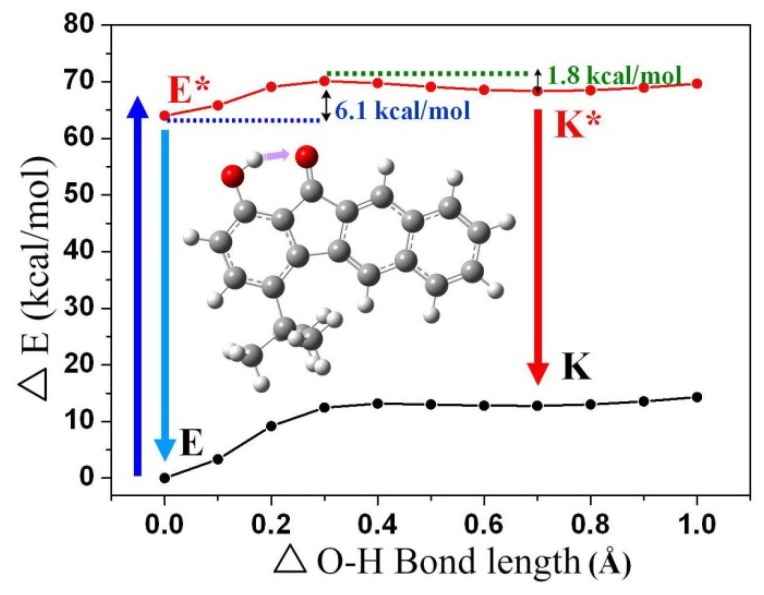 80
70
60
50
40
30
20
10
0
△ E (kcal/mol)
E*
1.8 kcal/mol
6.1 kcal/mol
K*
K
E
0.0 0.2 0.4 0.6 0.8 1.0
△ O-H Bond length (Å)